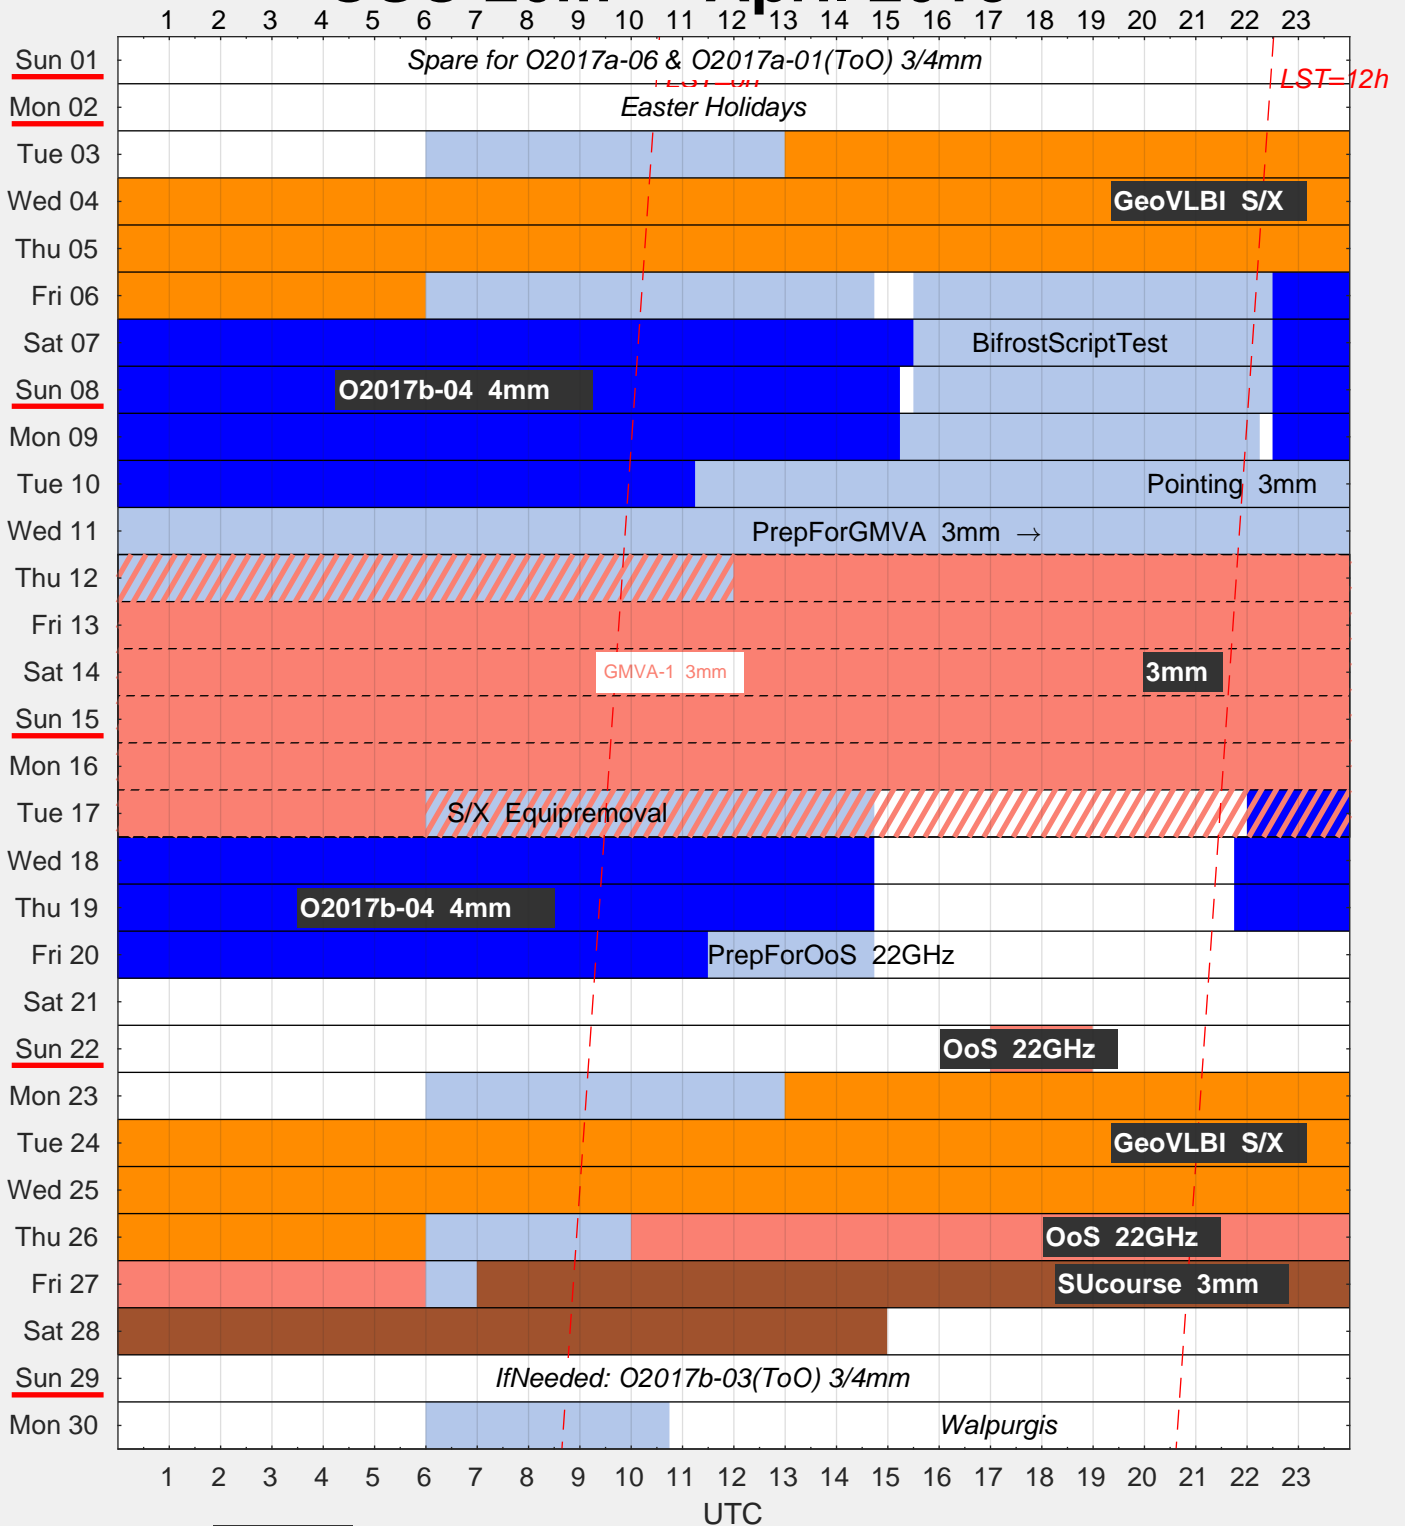 1 2 3 4 5 6 7 8 9 10 11 12 13 14 15 16 17 18 19 20 21 22 23
Sun 01 Spare for O2017a-06 & O2017a-01(ToO) 3/4mm
LST=12h
Mon 02 Easter Holidays
Tue 03
Wed 04 GeoVLBI S/X
Thu 05
Fri 06
Sat 07 BifrostScriptTest
Sun 08 O2017b-04 4mm
Mon 09
Tue 10 Pointing 3mm
Wed 11 PrepForGMVA 3mm →
Thu 12
Fri 13
Sat 14 GMVA-1 3mm 3mm
Sun 15
Mon 16
Tue 17 S/X Equipremoval
Wed 18
Thu 19 O2017b-04 4mm
Fri 20 PrepForOoS 22GHz
Sat 21
Sun 22 OoS 22GHz
Mon 23
Tue 24 GeoVLBI S/X
Wed 25
Thu 26 OoS 22GHz
Fri 27 SUcourse 3mm
Sat 28
Sun 29 IfNeeded: O2017b-03(ToO) 3/4mm
Mon 30 Walpurgis
1 2 3 4 5 6 7 8 9 10 11 12 13 14 15 16 17 18 19 20 21 22 23
UTC